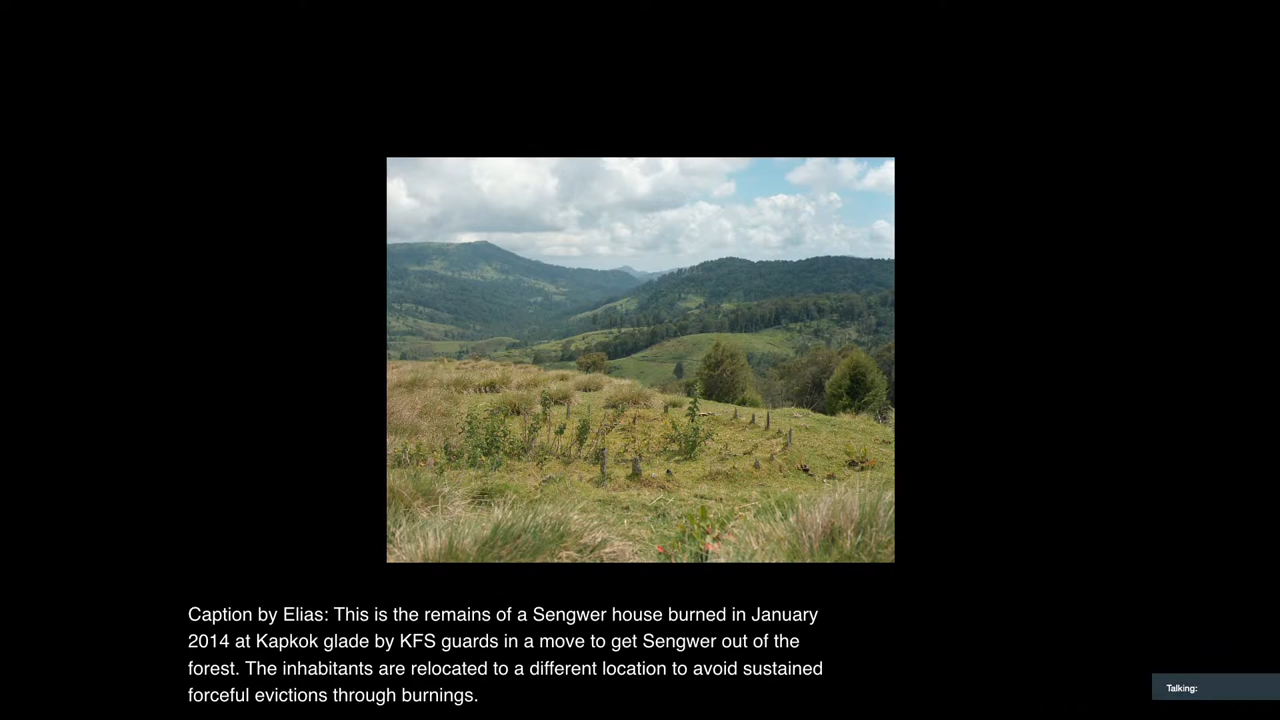 Caption by Elias: This is the remains of a Sengwer house burned in January
2014 at Kapkok glade by KFS guards in a move to get Sengwer out of the
forest. The inhabitants are relocated to a different location to avoid sustained
forceful evictions through burnings.
Talking: